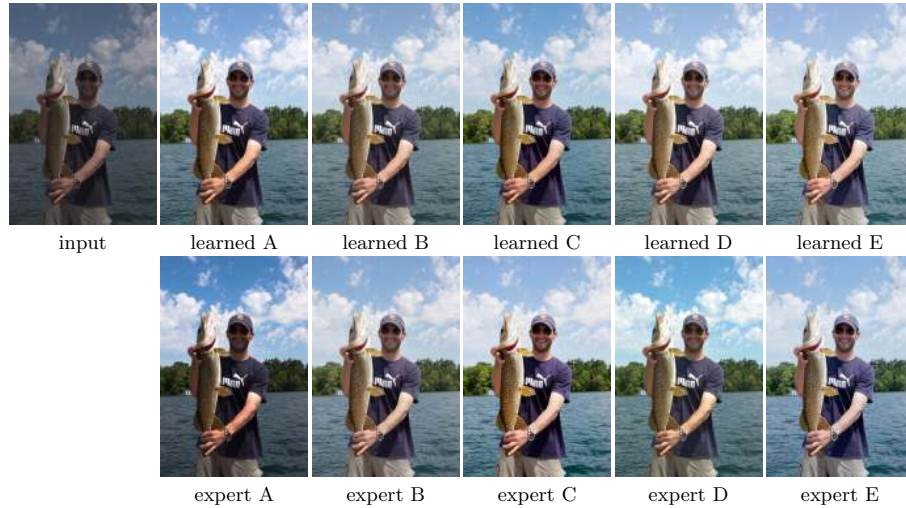 input
learned A
learned B
learned C
learned D
learned E
expert A
expert B
expert C
expert D
expert E